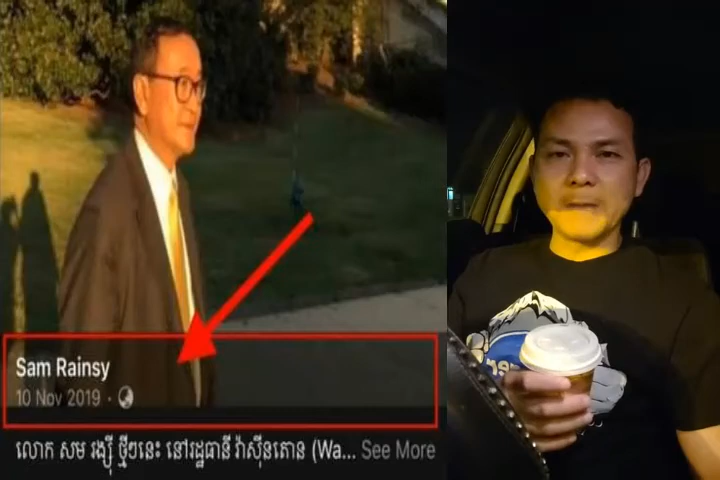 Sam Rainsy
10 Nov 2019 ·
លោក សម រង្ស៊ី ថ្មីៗនេះ នៅរដ្ឋធានី វ៉ាស៊ីនតោន (Wa... See More